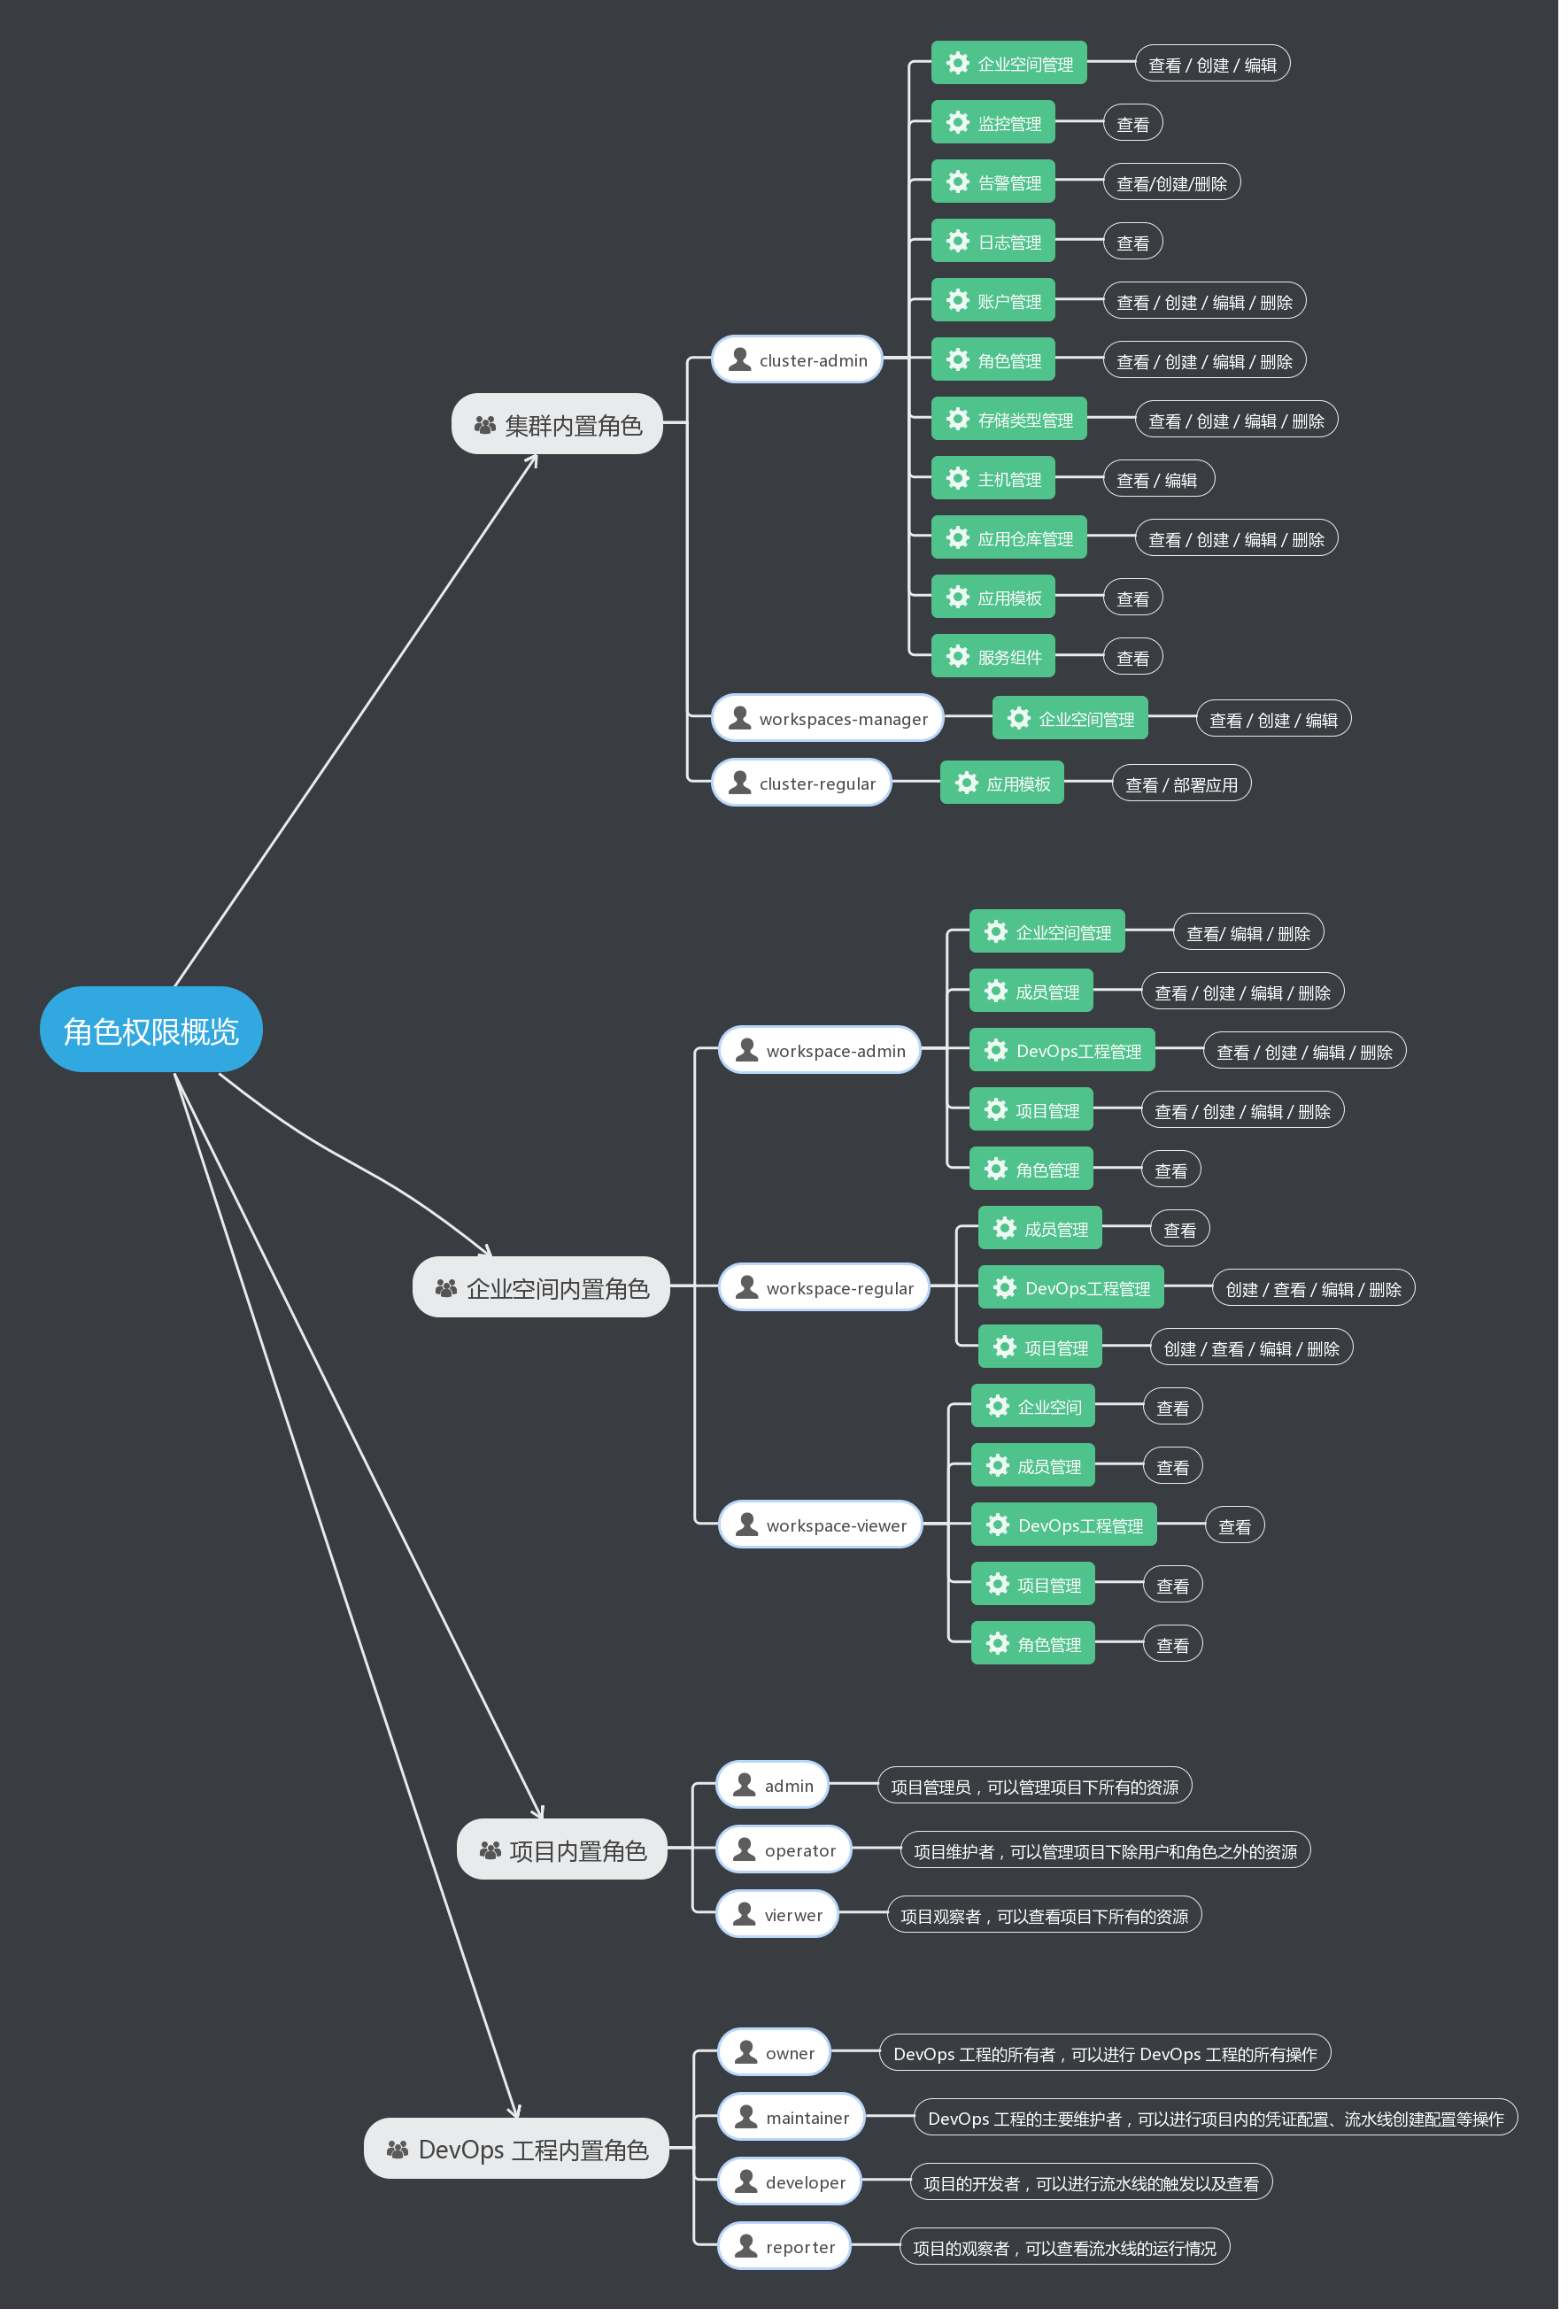 角色权限概览
集群内置角色
cluster-admin
企业空间管理
查看 / 创建 / 编辑
监控管理
查看
告警管理
查看/创建/删除
日志管理
查看
账户管理
查看 / 创建 / 编辑 / 删除
角色管理
查看 / 创建 / 编辑 / 删除
存储类型管理
查看 / 创建 / 编辑 / 删除
主机管理
查看 / 编辑
应用仓库管理
查看 / 创建 / 编辑 / 删除
应用模板
查看
服务组件
查看
workspaces-manager
企业空间管理
查看 / 创建 / 编辑
cluster-regular
应用模板
查看 / 部署应用
企业空间内置角色
workspace-admin
企业空间管理
查看/ 编辑 / 删除
成员管理
查看 / 创建 / 编辑 / 删除
DevOps工程管理
查看 / 创建 / 编辑 / 删除
项目管理
查看 / 创建 / 编辑 / 删除
角色管理
查看
workspace-regular
成员管理
查看
DevOps工程管理
创建 / 查看 / 编辑 / 删除
项目管理
创建 / 查看 / 编辑 / 删除
workspace-viewer
企业空间
查看
成员管理
查看
DevOps工程管理
查看
项目管理
查看
角色管理
查看
项目内置角色
admin
项目管理员，可以管理项目下所有的资源
operator
项目维护者，可以管理项目下除用户和角色之外的资源
vierwer
项目观察者，可以查看项目下所有的资源
DevOps 工程内置角色
owner
DevOps 工程的所有者，可以进行 DevOps 工程的所有操作
maintainer
DevOps 工程的主要维护者，可以进行项目内的凭证配置、流水线创建配置等操作
developer
项目的开发者，可以进行流水线的触发以及查看
reporter
项目的观察者，可以查看流水线的运行情况